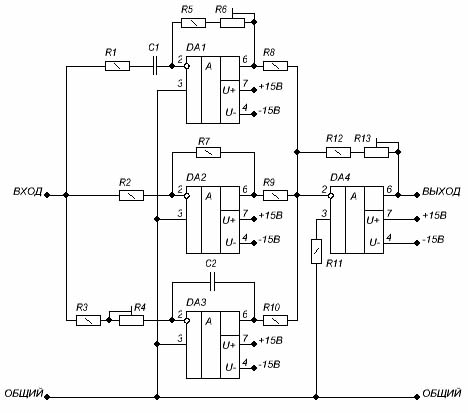 R5 R6
R1 C1 DA1 R8
2 A 6
3 U+ 7 +15В
U- 4 -15В
R7 R12 R13
R2 DA2 R9 DA4
ВХОД 2 A 6 2 A 6 ВЫХОД
3 U+ 7 +15В 3 U+ 7 +15В
U- 4 -15В U- 4 -15В
C2 R11
R3 R4 DA3 R10
2 A 6
3 U+ 7 +15В
U- 4 -15В
ОБЩИЙ ОБЩИЙ